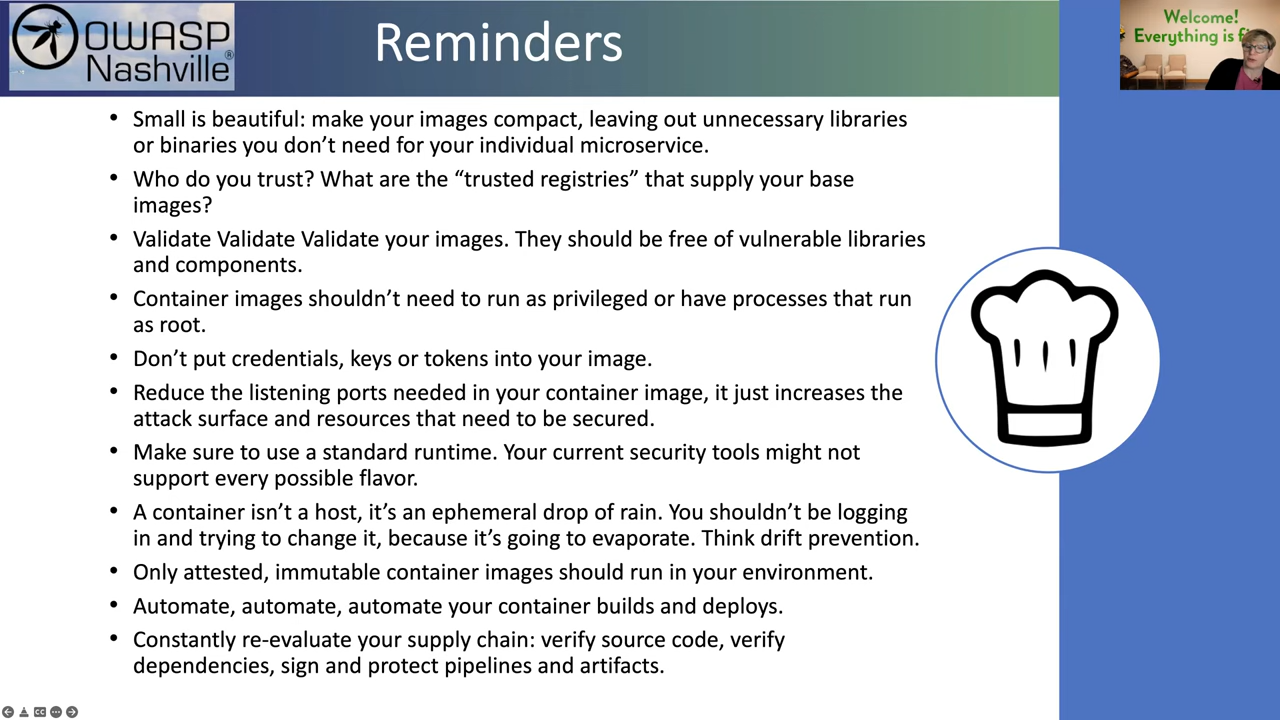 OWASP
Nashville®
Reminders
Welcome!
Everything is
• Small is beautiful: make your images compact, leaving out unnecessary libraries
or binaries you don’t need for your individual microservice.
• Who do you trust? What are the “trusted registries” that supply your base
images?
• Validate Validate Validate your images. They should be free of vulnerable libraries
and components.
• Container images shouldn’t need to run as privileged or have processes that run
as root.
• Don’t put credentials, keys or tokens into your image.
• Reduce the listening ports needed in your container image, it just increases the
attack surface and resources that need to be secured.
• Make sure to use a standard runtime. Your current security tools might not
support every possible flavor.
• A container isn’t a host, it’s an ephemeral drop of rain. You shouldn’t be logging
in and trying to change it, because it’s going to evaporate. Think drift prevention.
• Only attested, immutable container images should run in your environment.
• Automate, automate, automate your container builds and deploys.
• Constantly re-evaluate your supply chain: verify source code, verify
dependencies, sign and protect pipelines and artifacts.
CC